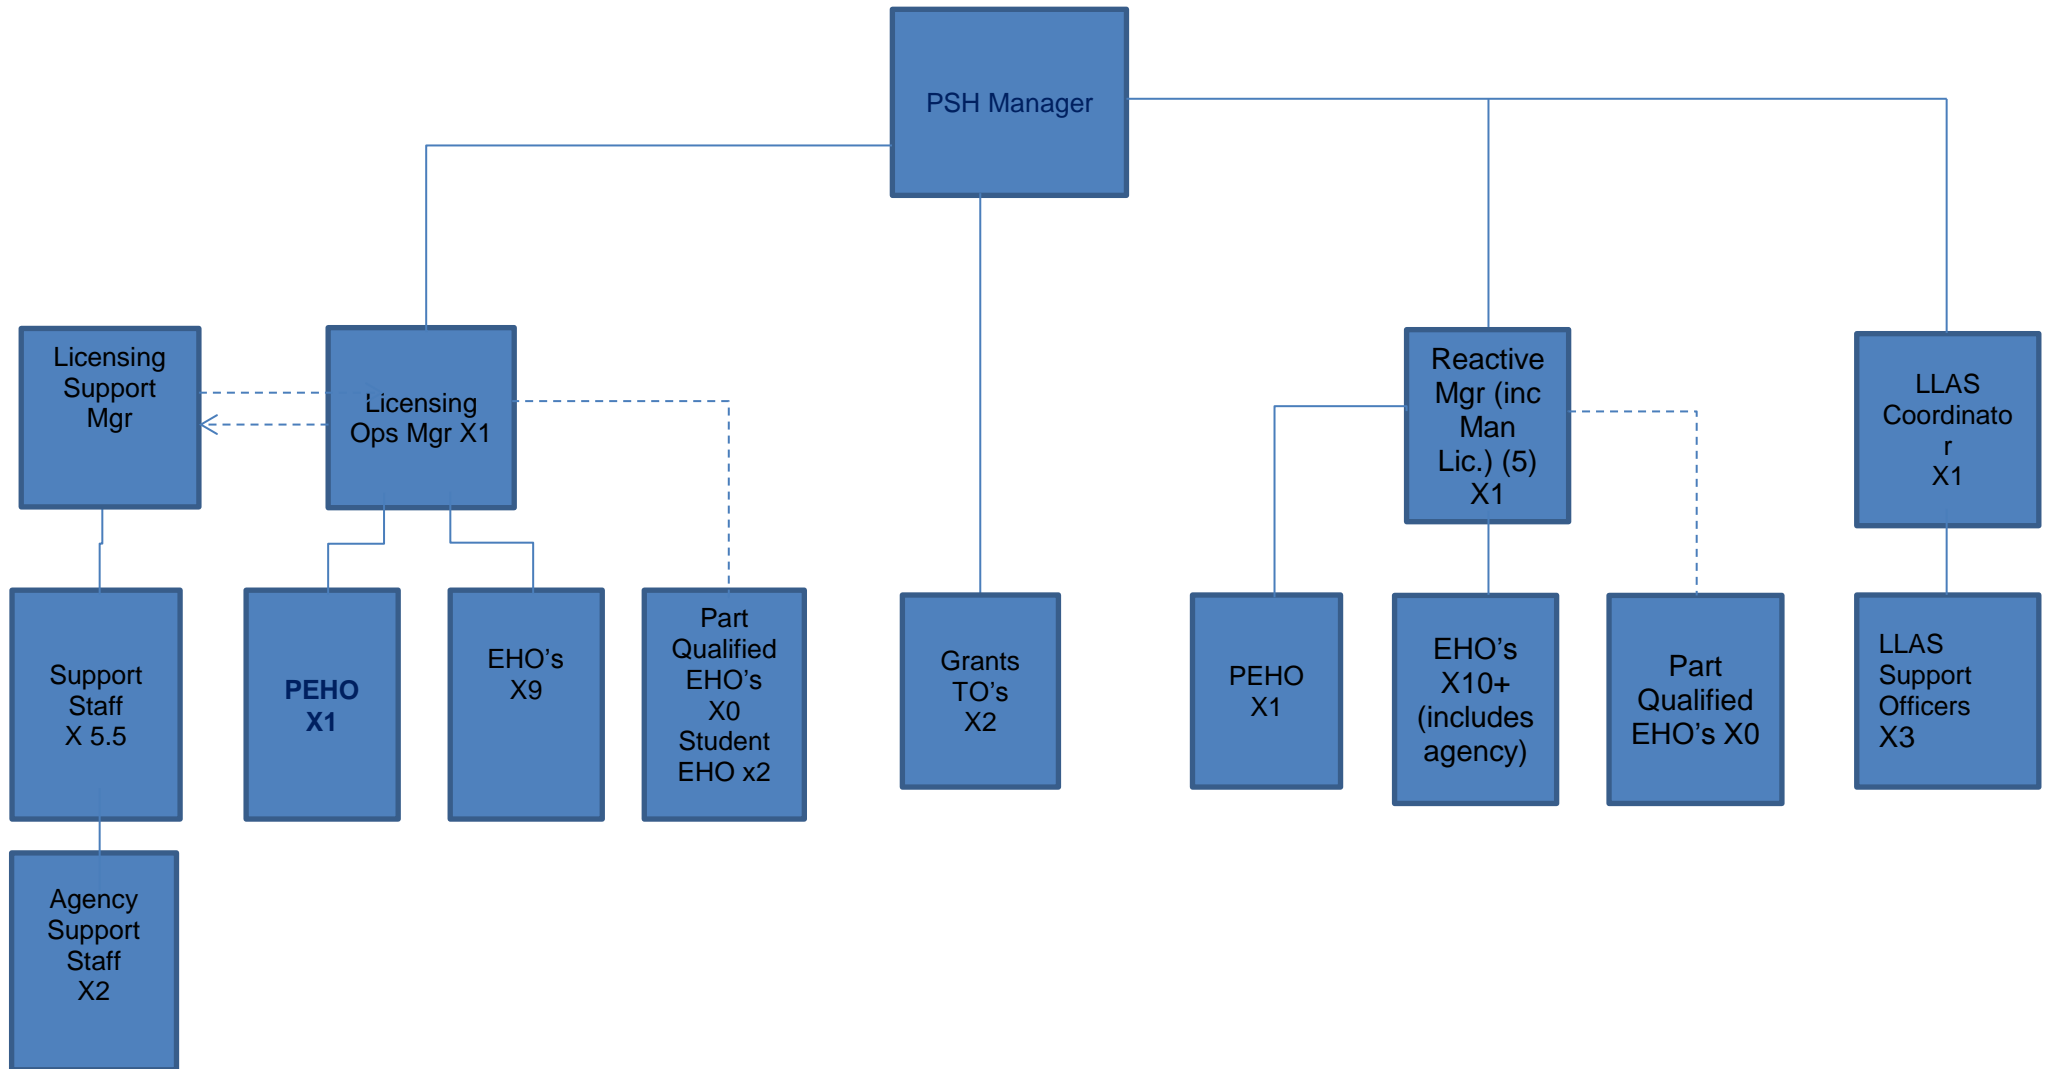 PSH Manager
Licensing
Support
Mgr
Licensing
Ops Mgr X1
Reactive
Mgr (inc
Man
Lic.) (5)
X1
LLAS
Coordinato
r
X1
Support
Staff
X 5.5
PEHO
X1
EHO’s
X9
Part
Qualified
EHO’s
X0
Student
EHO x2
Grants
TO’s
X2
PEHO
X1
EHO’s
X10+
(includes
agency)
Part
Qualified
EHO’s X0
LLAS
Support
Officers
X3
Agency
Support
Staff
X2